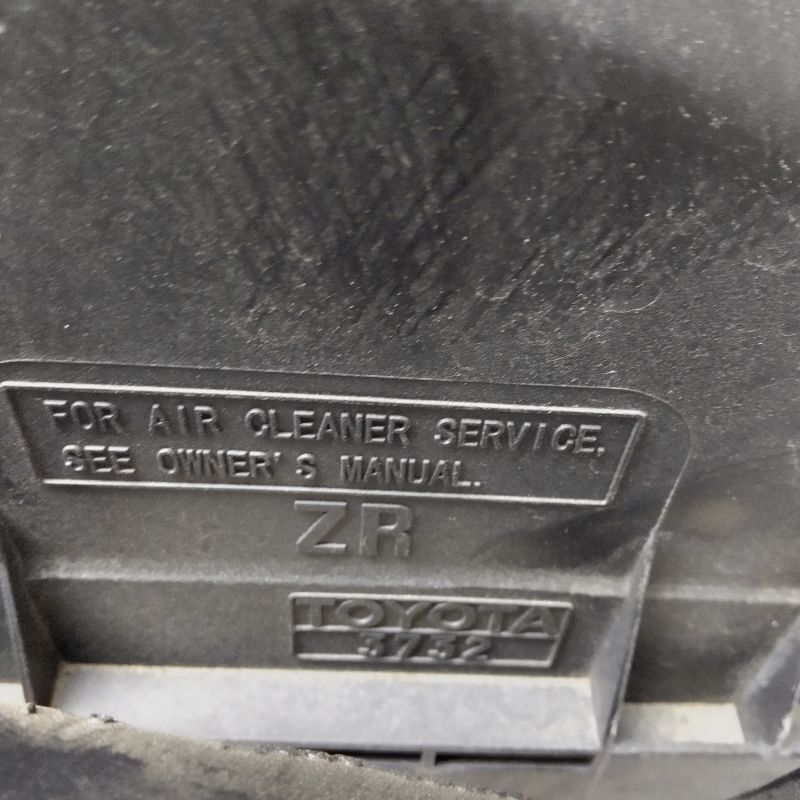 FOR AIR CLEANER SERVICE,
SEE OWNER'S MANUAL.
ZR
TOYOTA
3732